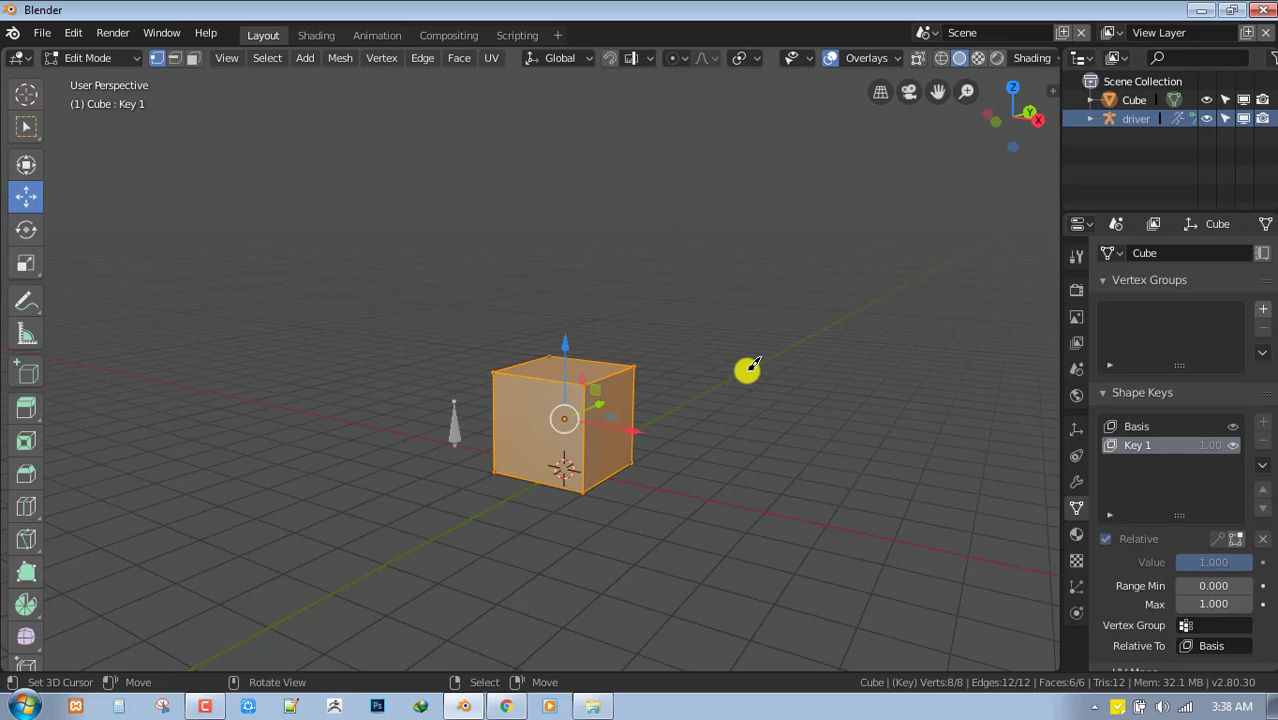 Blender
File Edit Render Window Help Layout Shading Animation Compositing Scripting + Scene View Layer
Edit Mode View Select Add Mesh Vertex Edge Face UV Global Overlays Shading
User Perspective
(1) Cube : Key 1
Z
Y
X
Scene Collection
Cube
driver
Cube
Cube
Vertex Groups
Shape Keys
Basis
Key 1 1.00
Relative
Value 1.000
Range Min 0.000
Max 1.000
Vertex Group
Relative To Basis
Set 3D Cursor Move Rotate View Select Move Cube | (Key) Verts:8/8 | Edges:12/12 | Faces:6/6 | Tris:12 | Mem: 32.1 MB | v2.80.30
Ps
3:38 AM